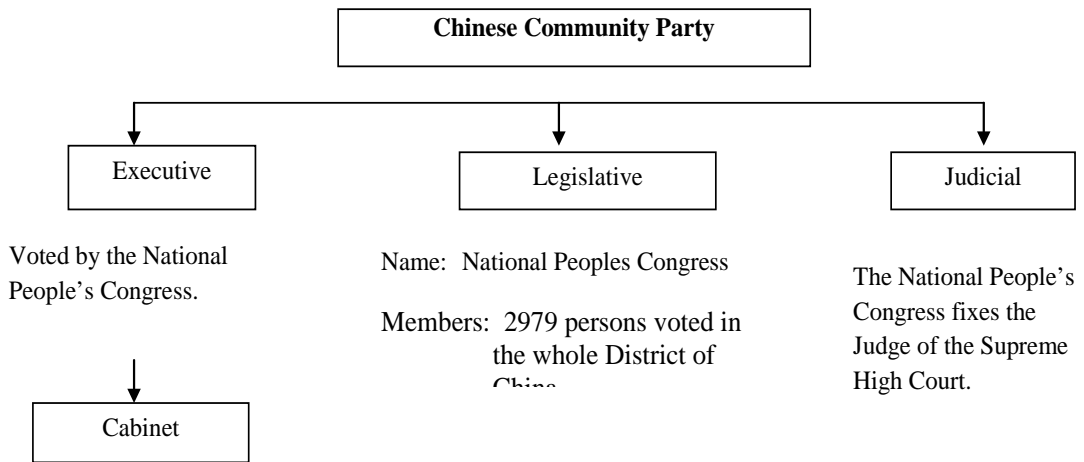 Chinese Community Party
Executive
Legislative
Judicial
Voted by the National
People’s Congress.
Name: National Peoples Congress
Members: 2979 persons voted in
the whole District of
The National People’s
Congress fixes the
Judge of the Supreme
High Court.
Cabinet